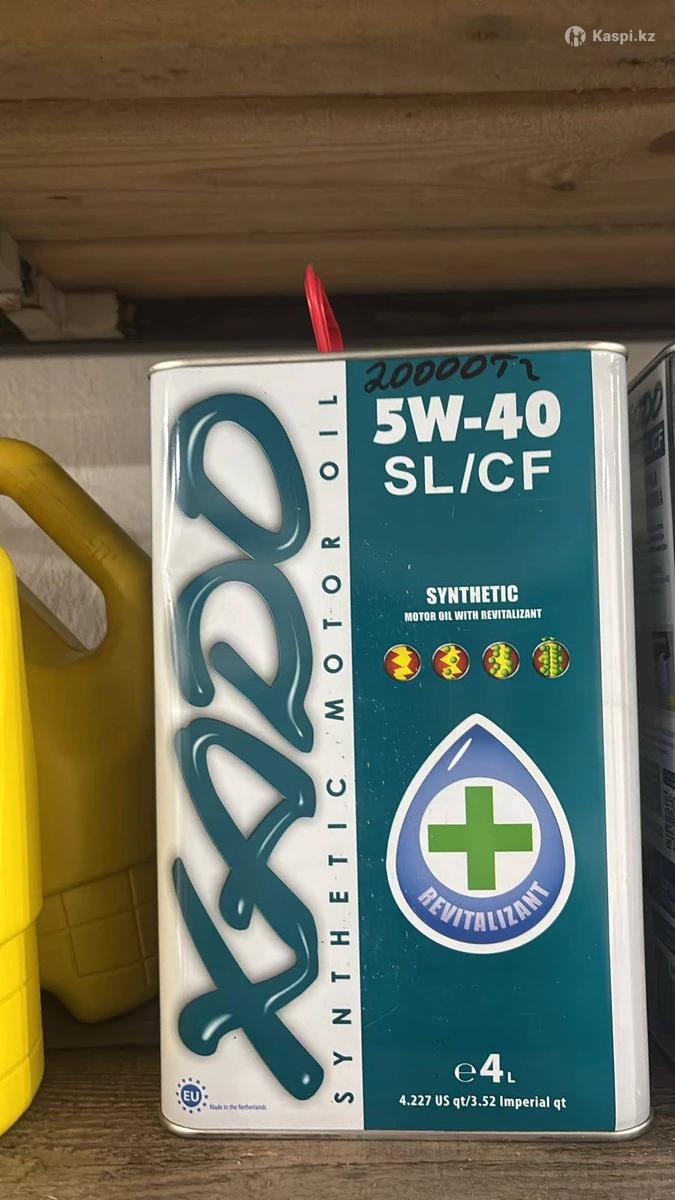 Kaspi.kz
20000тг
5W-40
SL/CF
XADO
SYNTHETIC MOTOR OIL
SYNTHETIC
MOTOR OIL WITH REVITALIZANT
REVITALIZANT
EU
Made in the Netherlands
e4L
4.227 US qt/3.52 Imperial qt